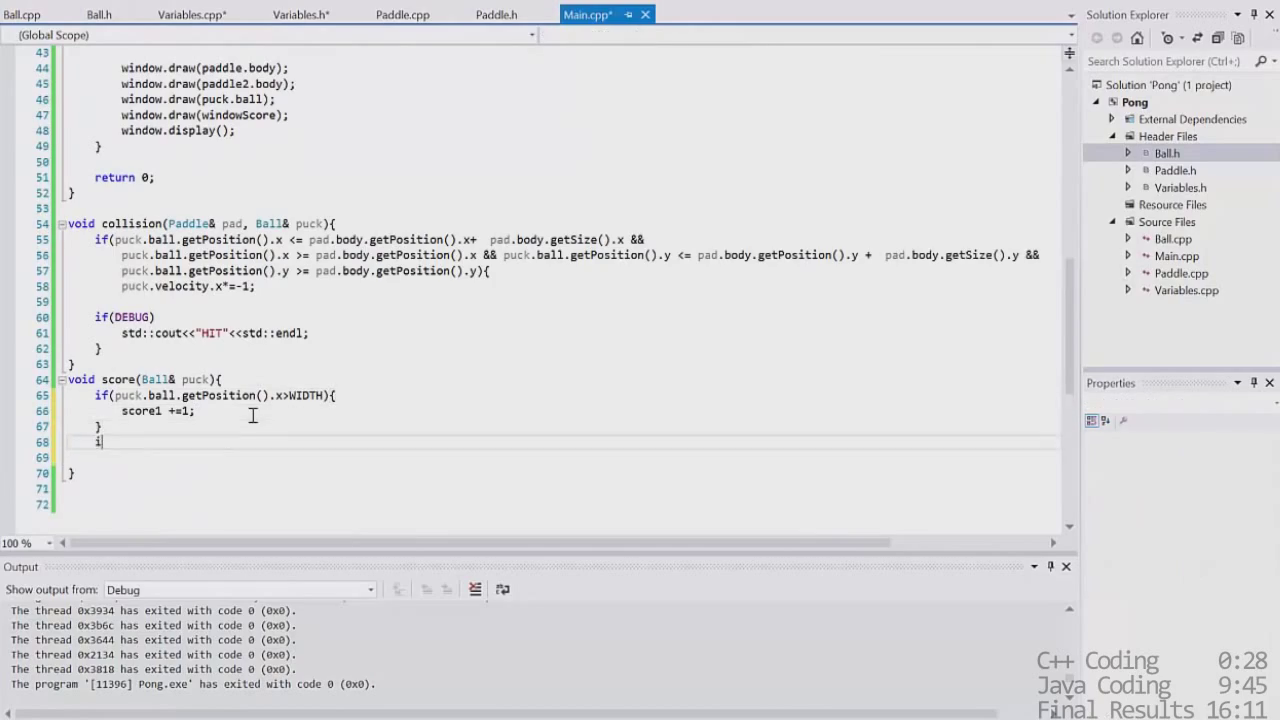 Ball.cpp Ball.h Variables.cpp* Variables.h* Paddle.cpp Paddle.h Main.cpp*
(Global Scope)
43
44 window.draw(paddle.body);
45 window.draw(paddle2.body);
46 window.draw(puck.ball);
47 window.draw(windowScore);
48 window.display();
49 }
50
51 return 0;
52 }
53
54 void collision(Paddle& pad, Ball& puck){
55 if(puck.ball.getPosition().x <= pad.body.getPosition().x+ pad.body.getSize().x &&
56 puck.ball.getPosition().x >= pad.body.getPosition().x && puck.ball.getPosition().y <= pad.body.getPosition().y + pad.body.getSize().y &&
57 puck.ball.getPosition().y >= pad.body.getPosition().y){
58 puck.velocity.x*=-1;
59
60 if(DEBUG)
61 std::cout<<"HIT"<<std::endl;
62 }
63 }
64 void score(Ball& puck){
65 if(puck.ball.getPosition().x>WIDTH){
66 score1 +=1;
67 }
68 i
69
70 }
71
72
100 %
Output
Show output from: Debug
The thread 0x3934 has exited with code 0 (0x0).
The thread 0x3b6c has exited with code 0 (0x0).
The thread 0x3644 has exited with code 0 (0x0).
The thread 0x2134 has exited with code 0 (0x0).
The thread 0x3818 has exited with code 0 (0x0).
The program '[11396] Pong.exe' has exited with code 0 (0x0).
Solution Explorer
Search Solution Explorer (Ctrl+;)
Solution 'Pong' (1 project)
Pong
External Dependencies
Header Files
Ball.h
Paddle.h
Variables.h
Resource Files
Source Files
Ball.cpp
Main.cpp
Paddle.cpp
Variables.cpp
Properties
C++ Coding 0:28
Java Coding 9:45
Final Results 16:11